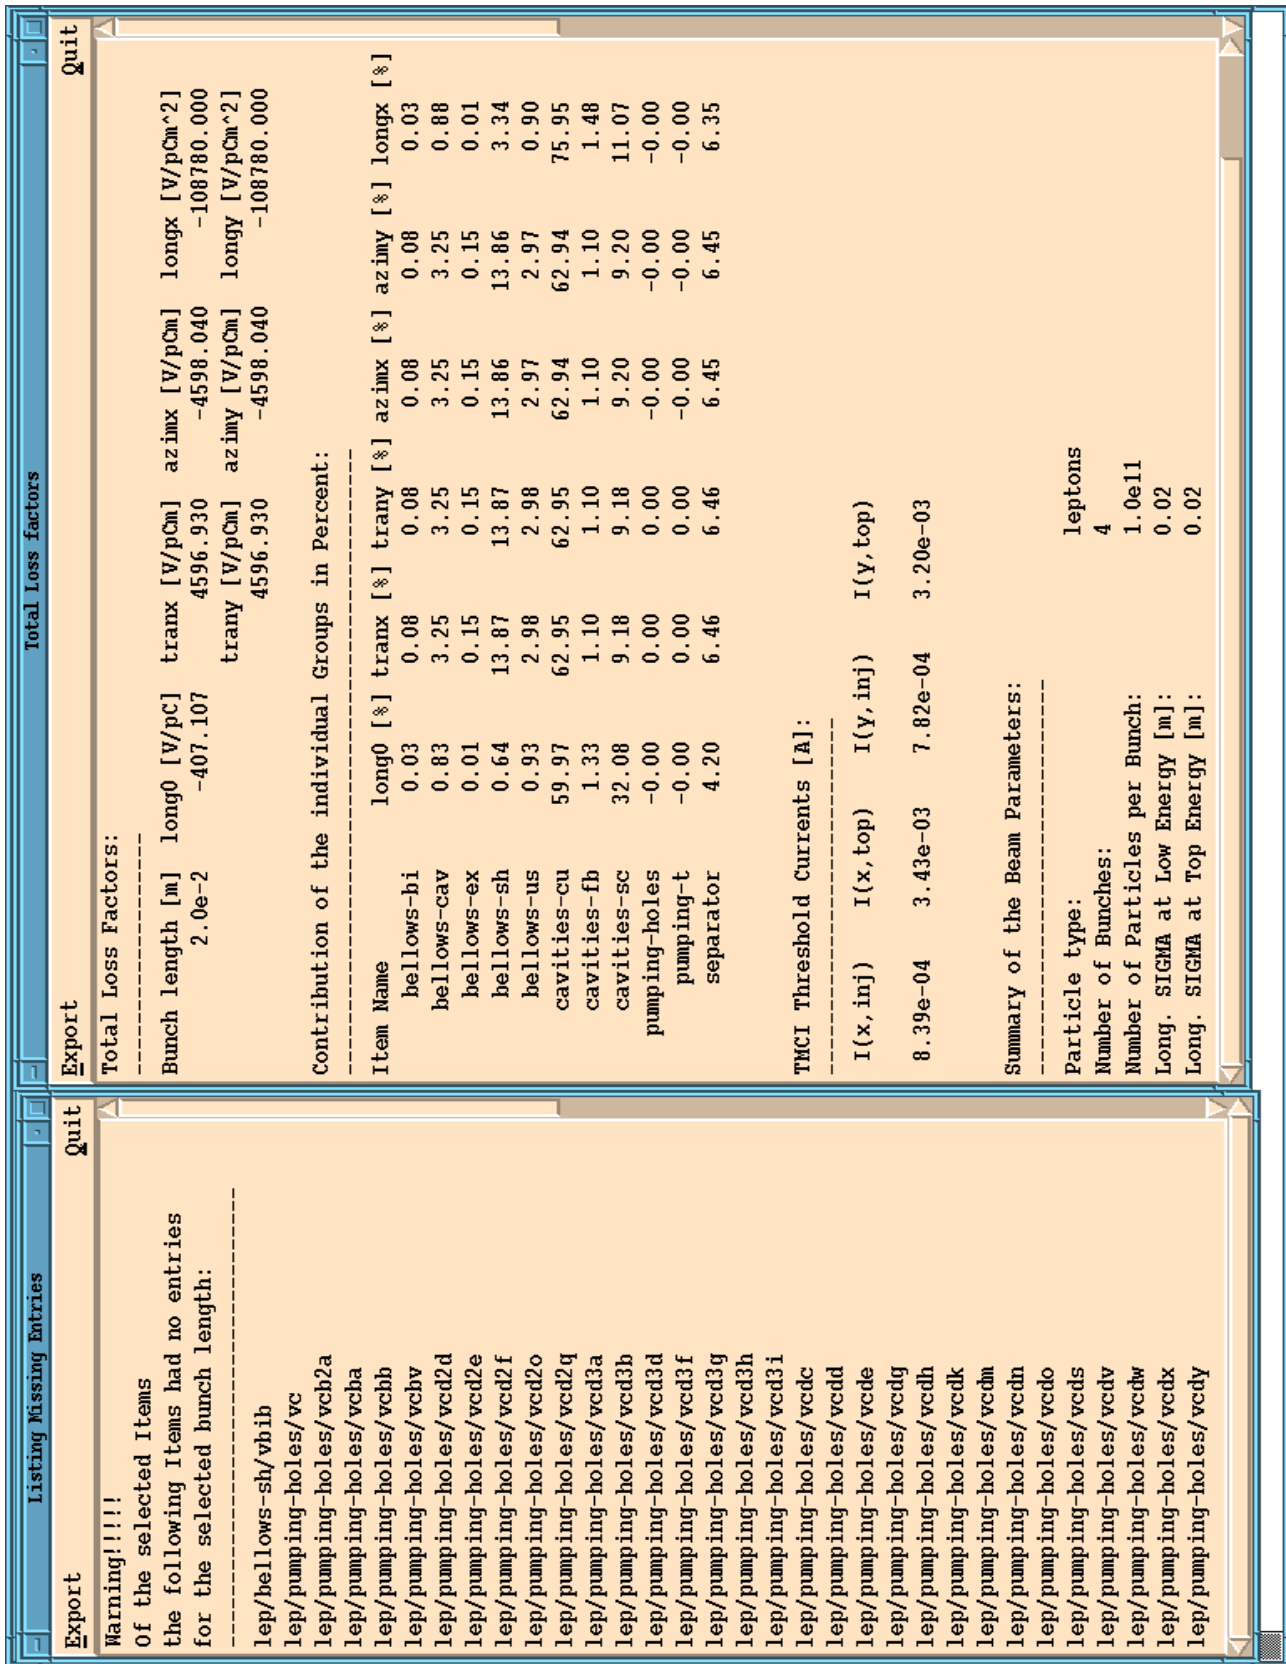 Listing Missing Entries
Export Quit
Warning!!!!!
Of the selected Items
the following Items had no entries
for the selected bunch length:
-----------------------------------
lep/bellows-sh/vbib
lep/pumping-holes/vc
lep/pumping-holes/vcb2a
lep/pumping-holes/vcba
lep/pumping-holes/vcbb
lep/pumping-holes/vcbv
lep/pumping-holes/vcd2d
lep/pumping-holes/vcd2e
lep/pumping-holes/vcd2f
lep/pumping-holes/vcd2o
lep/pumping-holes/vcd2q
lep/pumping-holes/vcd3a
lep/pumping-holes/vcd3b
lep/pumping-holes/vcd3d
lep/pumping-holes/vcd3f
lep/pumping-holes/vcd3g
lep/pumping-holes/vcd3h
lep/pumping-holes/vcd3i
lep/pumping-holes/vcdc
lep/pumping-holes/vcdd
lep/pumping-holes/vcde
lep/pumping-holes/vcdg
lep/pumping-holes/vcdh
lep/pumping-holes/vcdk
lep/pumping-holes/vcdm
lep/pumping-holes/vcdn
lep/pumping-holes/vcdo
lep/pumping-holes/vcds
lep/pumping-holes/vcdv
lep/pumping-holes/vcdw
lep/pumping-holes/vcdx
lep/pumping-holes/vcdy
Total Loss factors
Export Quit
Total Loss Factors:
-------------------
Bunch length [m] long0 [V/pC] tranx [V/pCm] azimx [V/pCm] longx [V/pCm^2]
2.0e-2 -407.107 4596.930 -4598.040 -108780.000
trany [V/pCm] azimy [V/pCm] longy [V/pCm^2]
4596.930 -4598.040 -108780.000
Contribution of the individual Groups in Percent:
-------------------------------------------------
Item Name long0 [%] tranx [%] trany [%] azimx [%] azimy [%] longx [%]
bellows-bi 0.03 0.08 0.08 0.08 0.08 0.03
bellows-cav 0.83 3.25 3.25 3.25 3.25 0.88
bellows-ex 0.01 0.15 0.15 0.15 0.15 0.01
bellows-sh 0.64 13.87 13.87 13.86 13.86 3.34
bellows-us 0.93 2.98 2.98 2.97 2.97 0.90
cavities-cu 59.97 62.95 62.95 62.94 62.94 75.95
cavities-fb 1.33 1.10 1.10 1.10 1.10 1.48
cavities-sc 32.08 9.18 9.18 9.20 9.20 11.07
pumping-holes -0.00 0.00 0.00 -0.00 -0.00 -0.00
pumping-t -0.00 0.00 0.00 -0.00 -0.00 -0.00
separator 4.20 6.46 6.46 6.45 6.45 6.35
TMCI Threshold Currents [A]:
----------------------------
I(x,inj) I(x,top) I(y,inj) I(y,top)
8.39e-04 3.43e-03 7.82e-04 3.20e-03
Summary of the Beam Parameters:
-------------------------------
Particle type: leptons
Number of Bunches: 4
Number of Particles per Bunch: 1.0e11
Long. SIGMA at Low Energy [m]: 0.02
Long. SIGMA at Top Energy [m]: 0.02